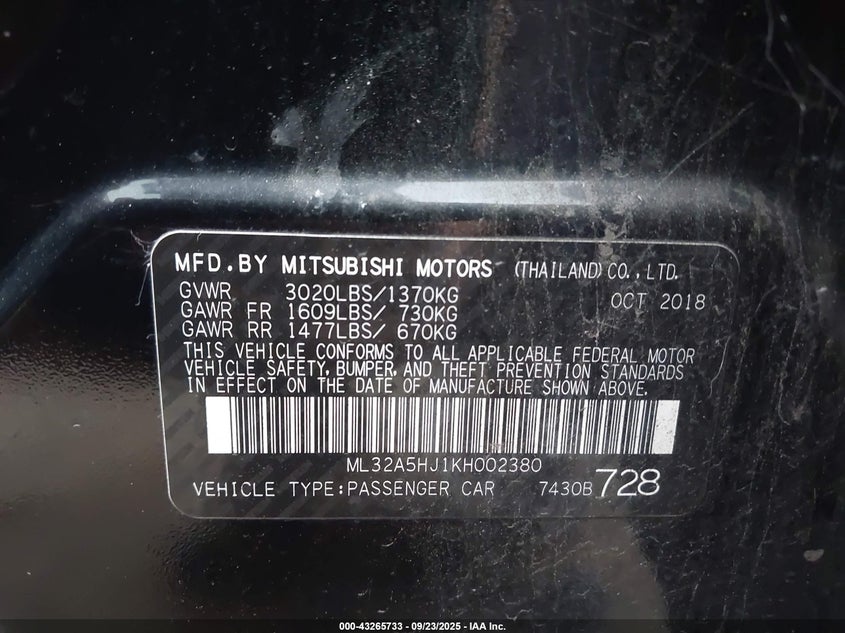 MFD.BY MITSUBISHI MOTORS (THAILAND) CO., LTD.
GVWR 3020LBS/1370KG OCT 2018
GAWR FR 1609LBS/ 730KG
GAWR RR 1477LBS/ 670KG
THIS VEHICLE CONFORMS TO ALL APPLICABLE FEDERAL MOTOR
VEHICLE SAFETY, BUMPER, AND THEFT PREVENTION STANDARDS
IN EFFECT ON THE DATE OF MANUFACTURE SHOWN ABOVE.
ML32A5HJ1KH002380
VEHICLE TYPE:PASSENGER CAR 7430B 728
000-43265733 - 09/23/2025 - IAA Inc.